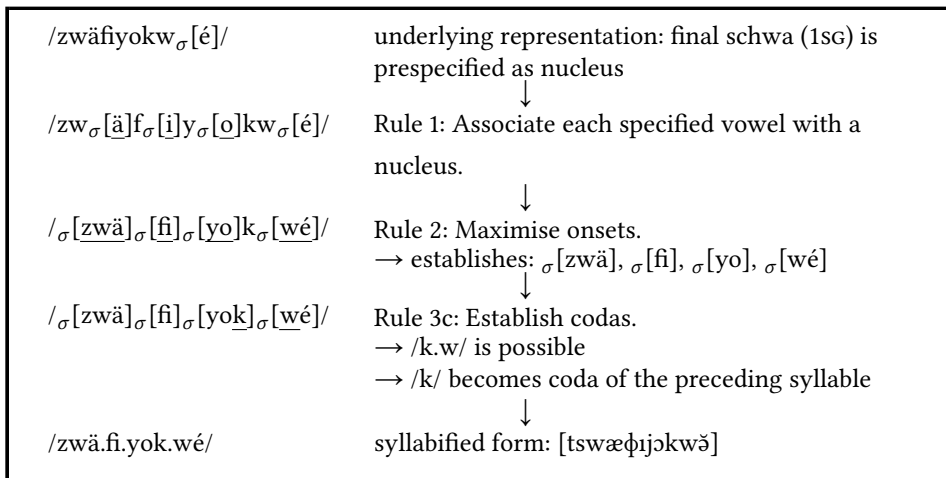 /zwäfiyokwσ[é]/ underlying representation: final schwa (1SG) is
prespecified as nucleus
↓
/zwσ[ä]fσ[i]yσ[o]kwσ[é]/ Rule 1: Associate each specified vowel with a
nucleus.
↓
/σ[zwä]σ[fi]σ[yo]kσ[wé]/ Rule 2: Maximise onsets.
→ establishes: σ[zwä], σ[fi], σ[yo], σ[wé]
↓
/σ[zwä]σ[fi]σ[yok]σ[wé]/ Rule 3c: Establish codas.
→ /k.w/ is possible
→ /k/ becomes coda of the preceding syllable
↓
/zwä.fi.yok.wé/ syllabified form: [tswæɸɪjɔkwə̆]